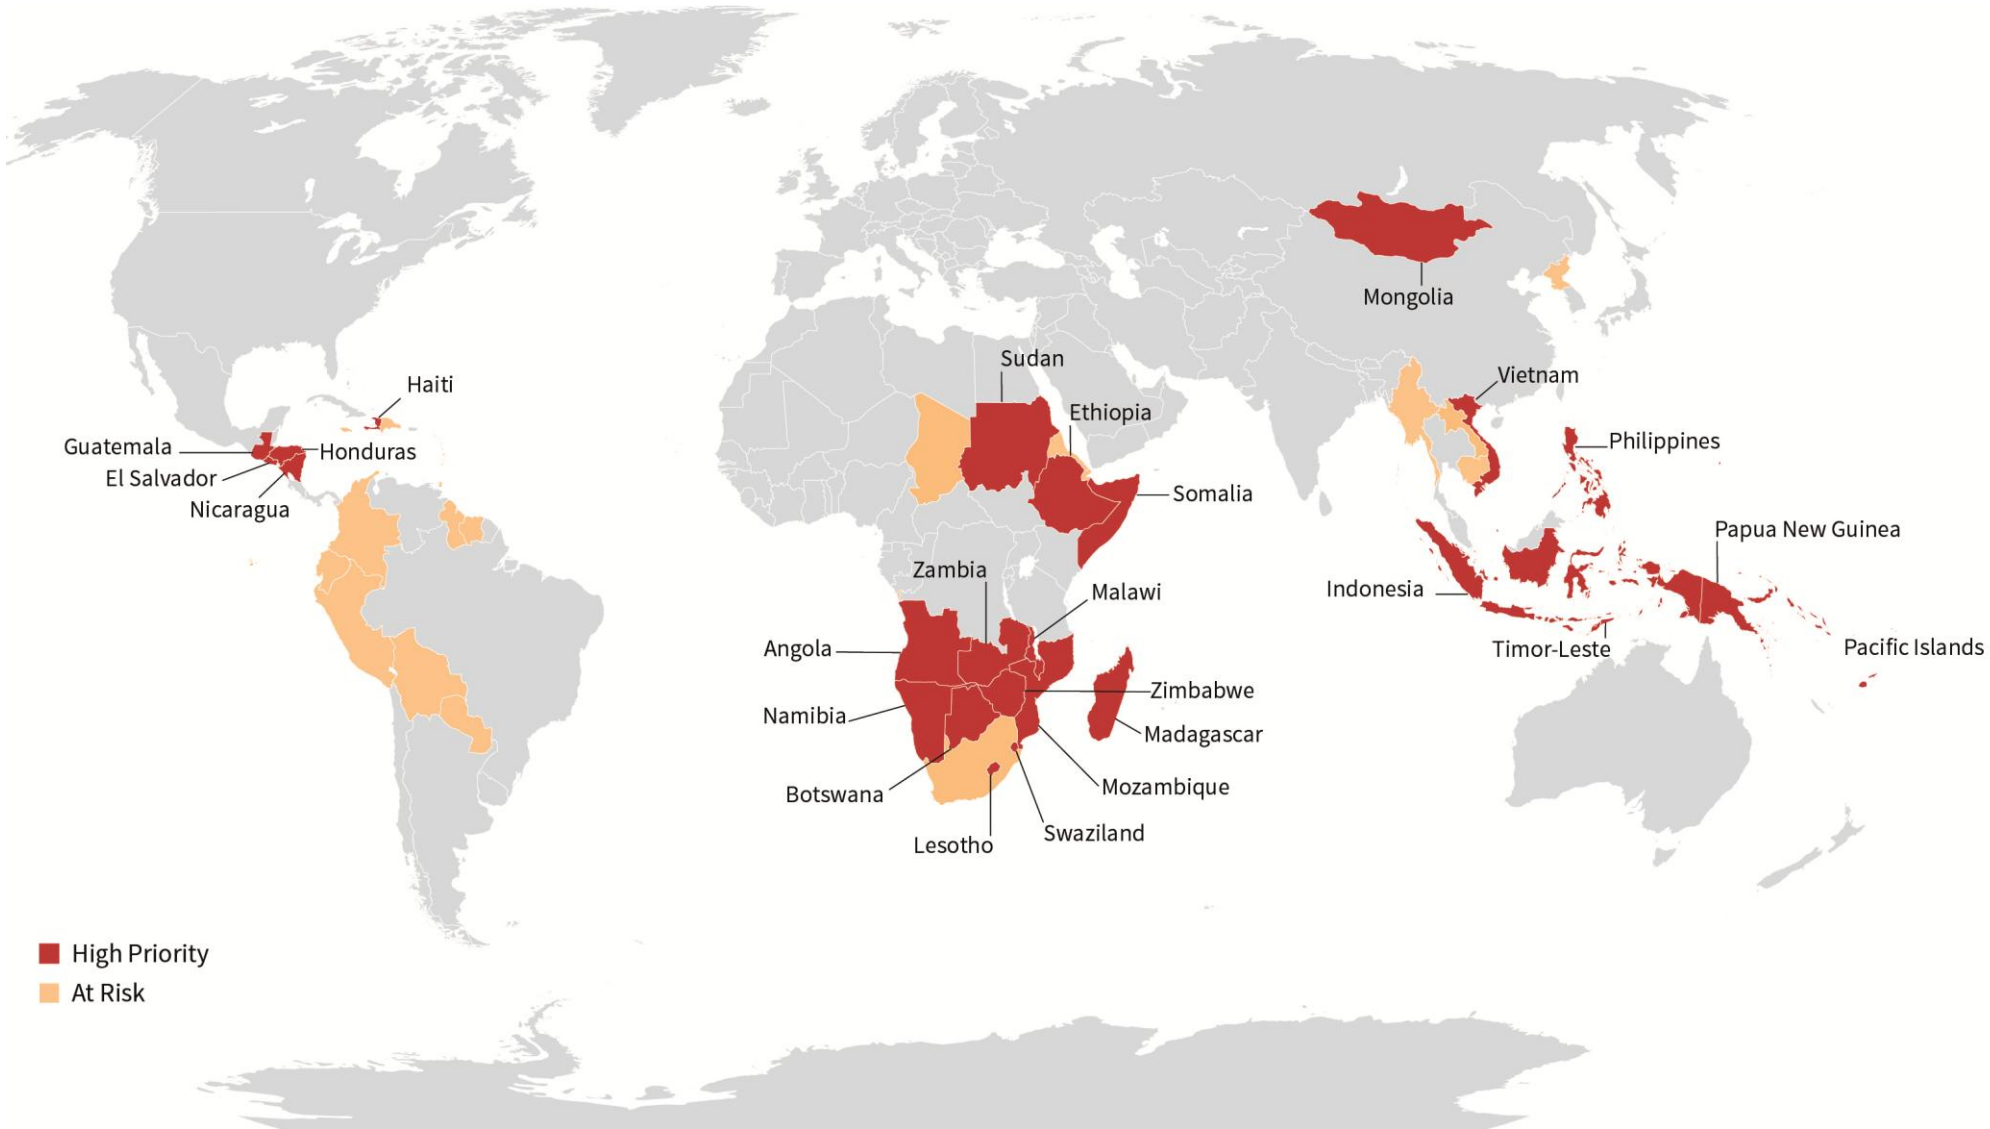 Mongolia
Sudan
Vietnam
Haiti
Ethiopia
Philippines
Guatemala
Honduras
El Salvador
Somalia
Nicaragua
Papua New Guinea
Zambia
Malawi
Indonesia
Angola
Timor-Leste
Pacific Islands
Zimbabwe
Namibia
Madagascar
Botswana
Mozambique
Swaziland
Lesotho
High Priority
At Risk